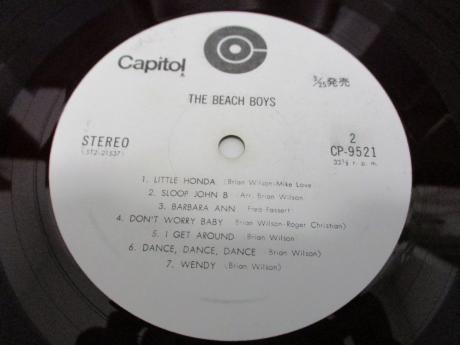 Capitol
THE BEACH BOYS
3/25発売
STEREO
(ST2-21537)
2
CP-9521
33⅓ r. p. m.
1. LITTLE HONDA (Brian Wilson-Mike Love
2. SLOOP JOHN B Arr. Brian Wilson
3. BARBARA ANN Fred Fassert
4. DON'T WORRY BABY (Brian Wilson-Roger Christian)
5. I GET AROUND Brian Wilson)
6. DANCE, DANCE, DANCE Brian Wilson)
7. WENDY (Brian Wilson)